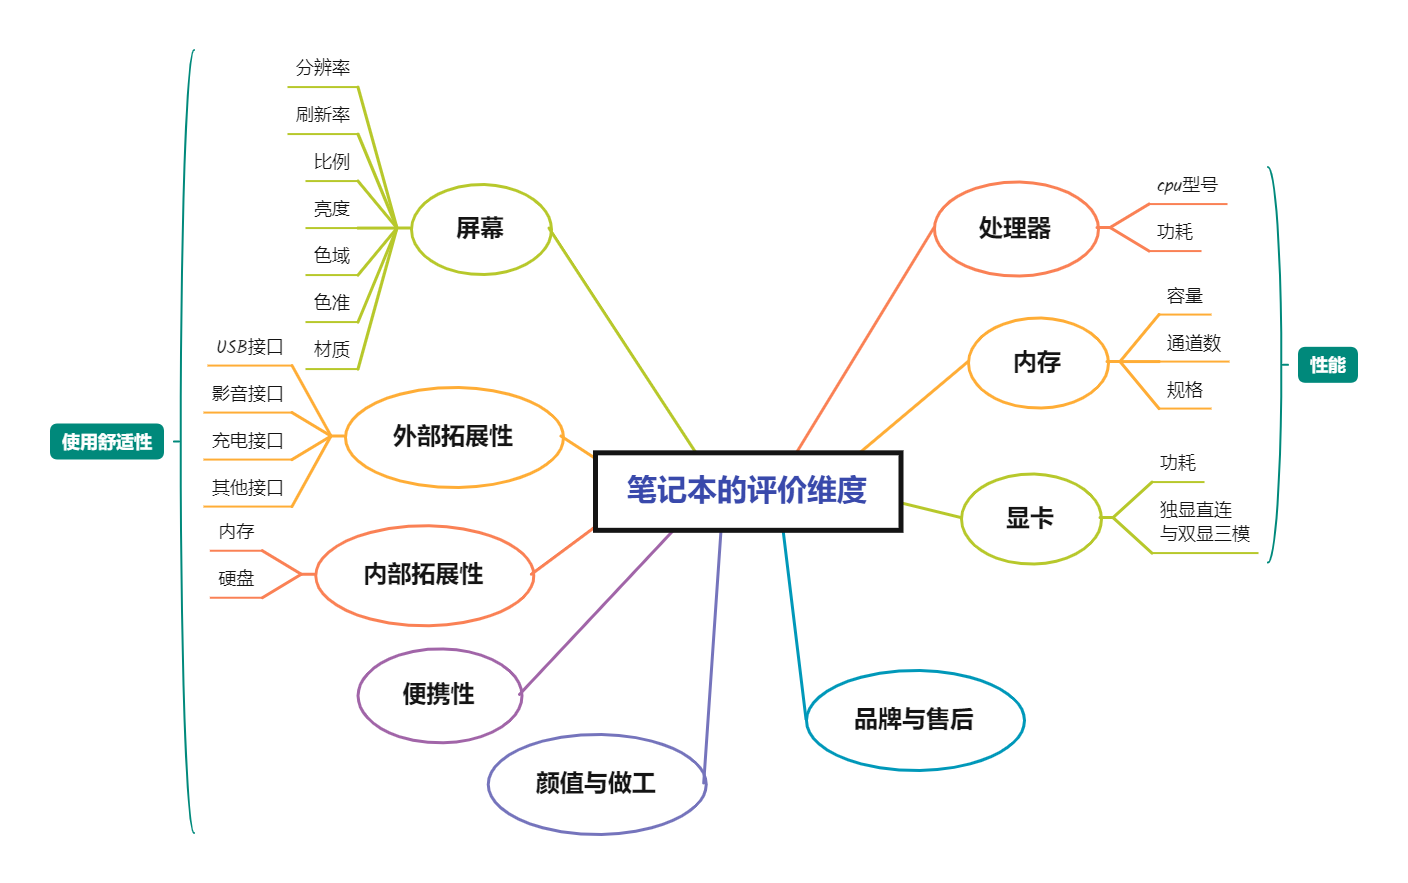 笔记本的评价维度
处理器
cpu型号
功耗
内存
容量
通道数
规格
显卡
功耗
独显直连
与双显三模
性能
品牌与售后
颜值与做工
便携性
内部拓展性
内存
硬盘
外部拓展性
USB接口
影音接口
充电接口
其他接口
屏幕
分辨率
刷新率
比例
亮度
色域
色准
材质
使用舒适性